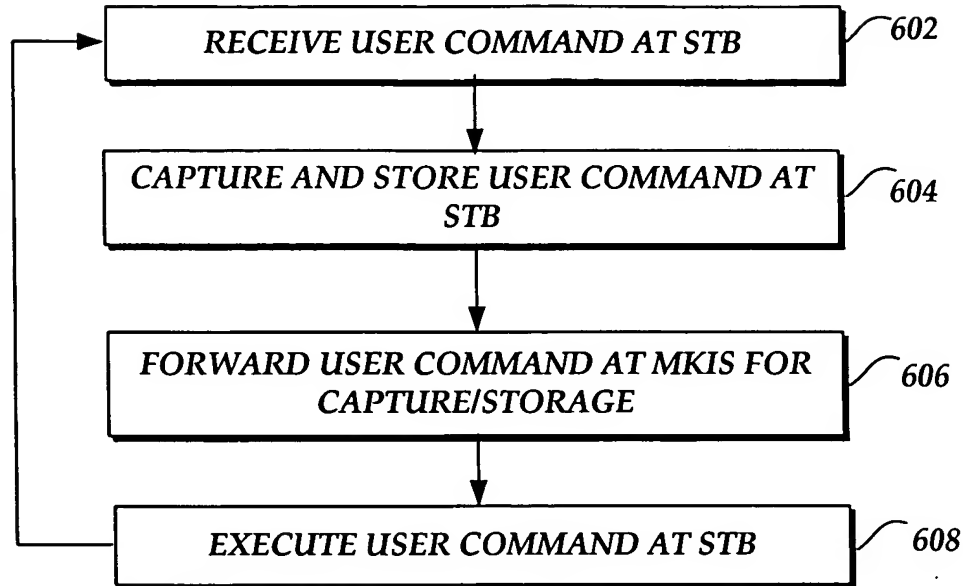 RECEIVE USER COMMAND AT STB
602
CAPTURE AND STORE USER COMMAND AT
STB
604
FORWARD USER COMMAND AT MKIS FOR
CAPTURE/STORAGE
606
EXECUTE USER COMMAND AT STB
608